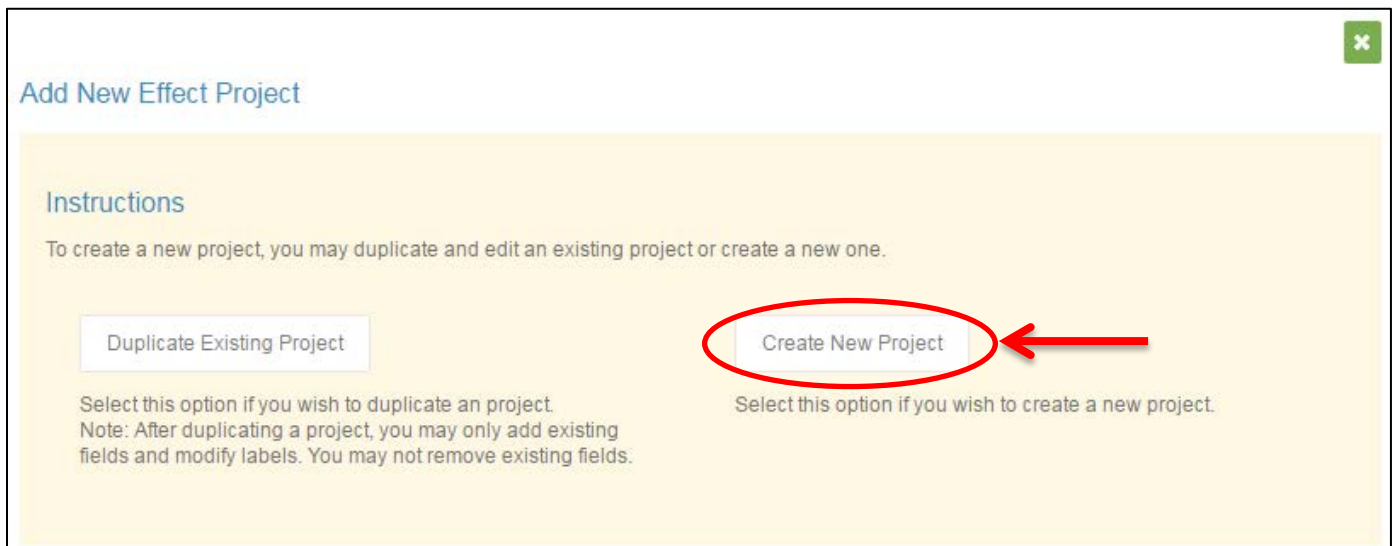 Add New Effect Project
Instructions
To create a new project, you may duplicate and edit an existing project or create a new one.
Duplicate Existing Project
Select this option if you wish to duplicate an project.
Note: After duplicating a project, you may only add existing
fields and modify labels. You may not remove existing fields.
Create New Project
Select this option if you wish to create a new project.